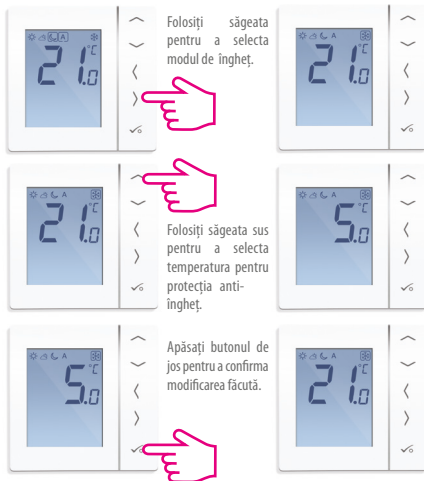 21.0 °C
A
Folosiți săgeata
pentru a selecta
modul de îngheț.
21.0 °C
A
21.0 °C
A
Folosiți săgeata sus
pentru a selecta
temperatura pentru
protecția anti-
îngheț.
5.0 °C
A
5.0 °C
A
Apăsați butonul de
jos pentru a confirma
modificarea făcută.
21.0 °C
A